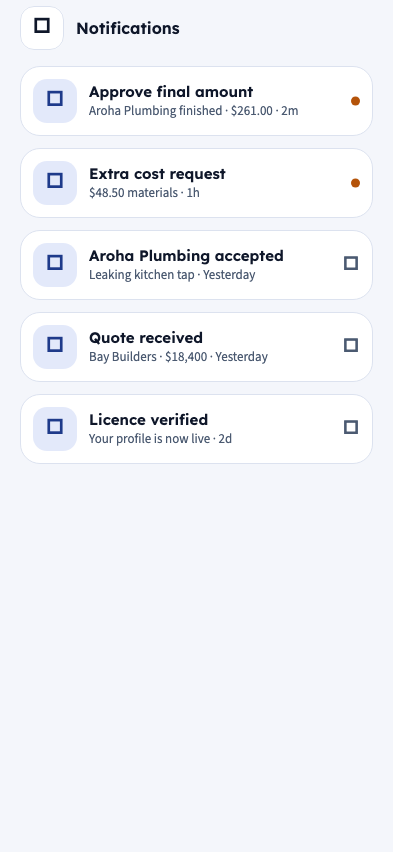 Notifications
Approve final amount
Aroha Plumbing finished · $261.00 · 2m
Extra cost request
$48.50 materials · 1h
Aroha Plumbing accepted
Leaking kitchen tap · Yesterday
Quote received
Bay Builders · $18,400 · Yesterday
Licence verified
Your profile is now live · 2d